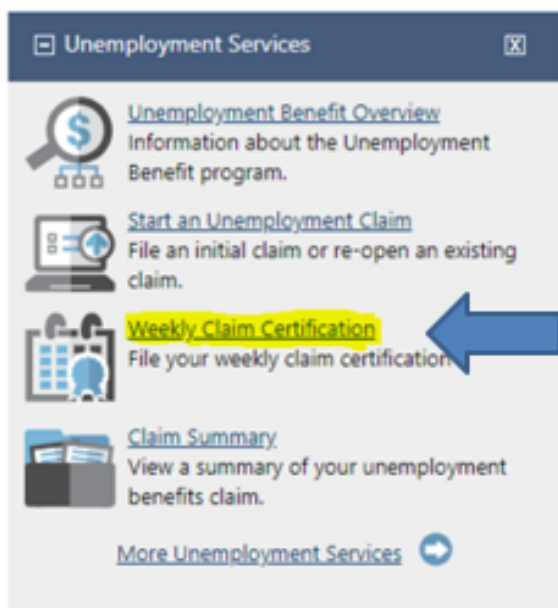 Unemployment Services
Unemployment Benefit Overview
Information about the Unemployment
Benefit program.
Start an Unemployment Claim
File an initial claim or re-open an existing
claim.
Weekly Claim Certification
File your weekly claim certification
Claim Summary
View a summary of your unemployment
benefits claim.
More Unemployment Services